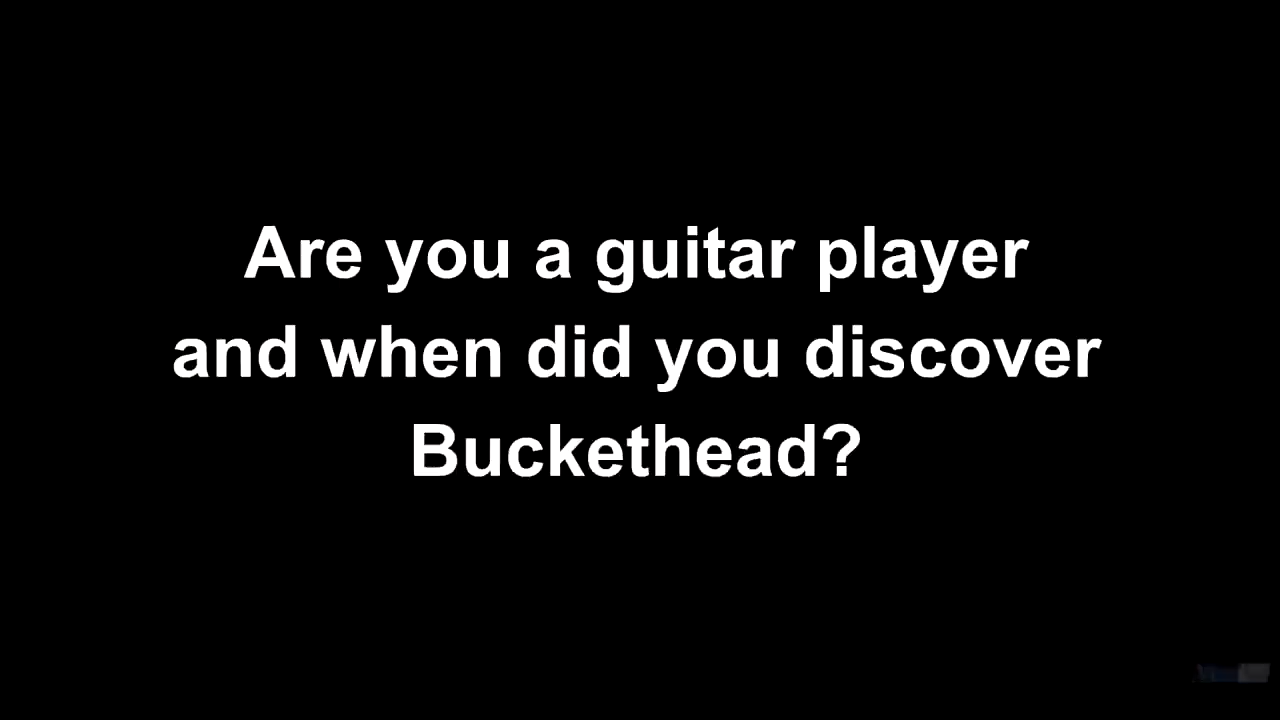 Are you a guitar player
and when did you discover
Buckethead?